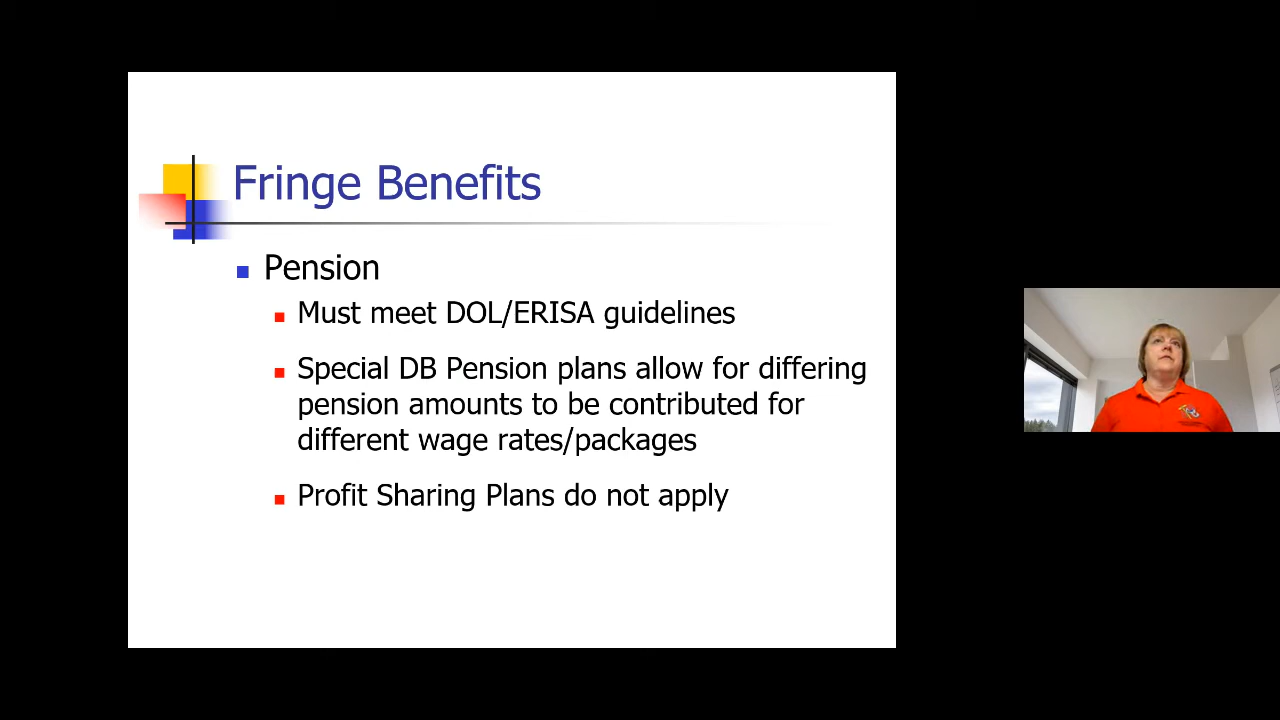 Fringe Benefits
Pension
Must meet DOL/ERISA guidelines
Special DB Pension plans allow for differing
pension amounts to be contributed for
different wage rates/packages
Profit Sharing Plans do not apply